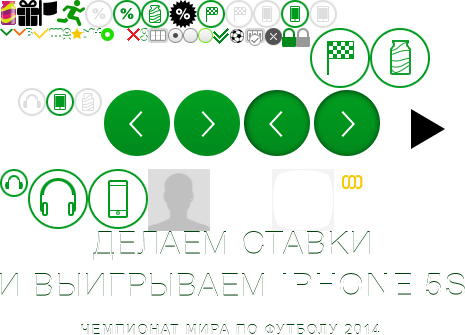 ДЕЛАЕМ СТАВКИ
И ВЫИГРЫВАЕМ IPHONE 5S
ЧЕМПИОНАТ МИРА ПО ФУТБОЛУ 2014